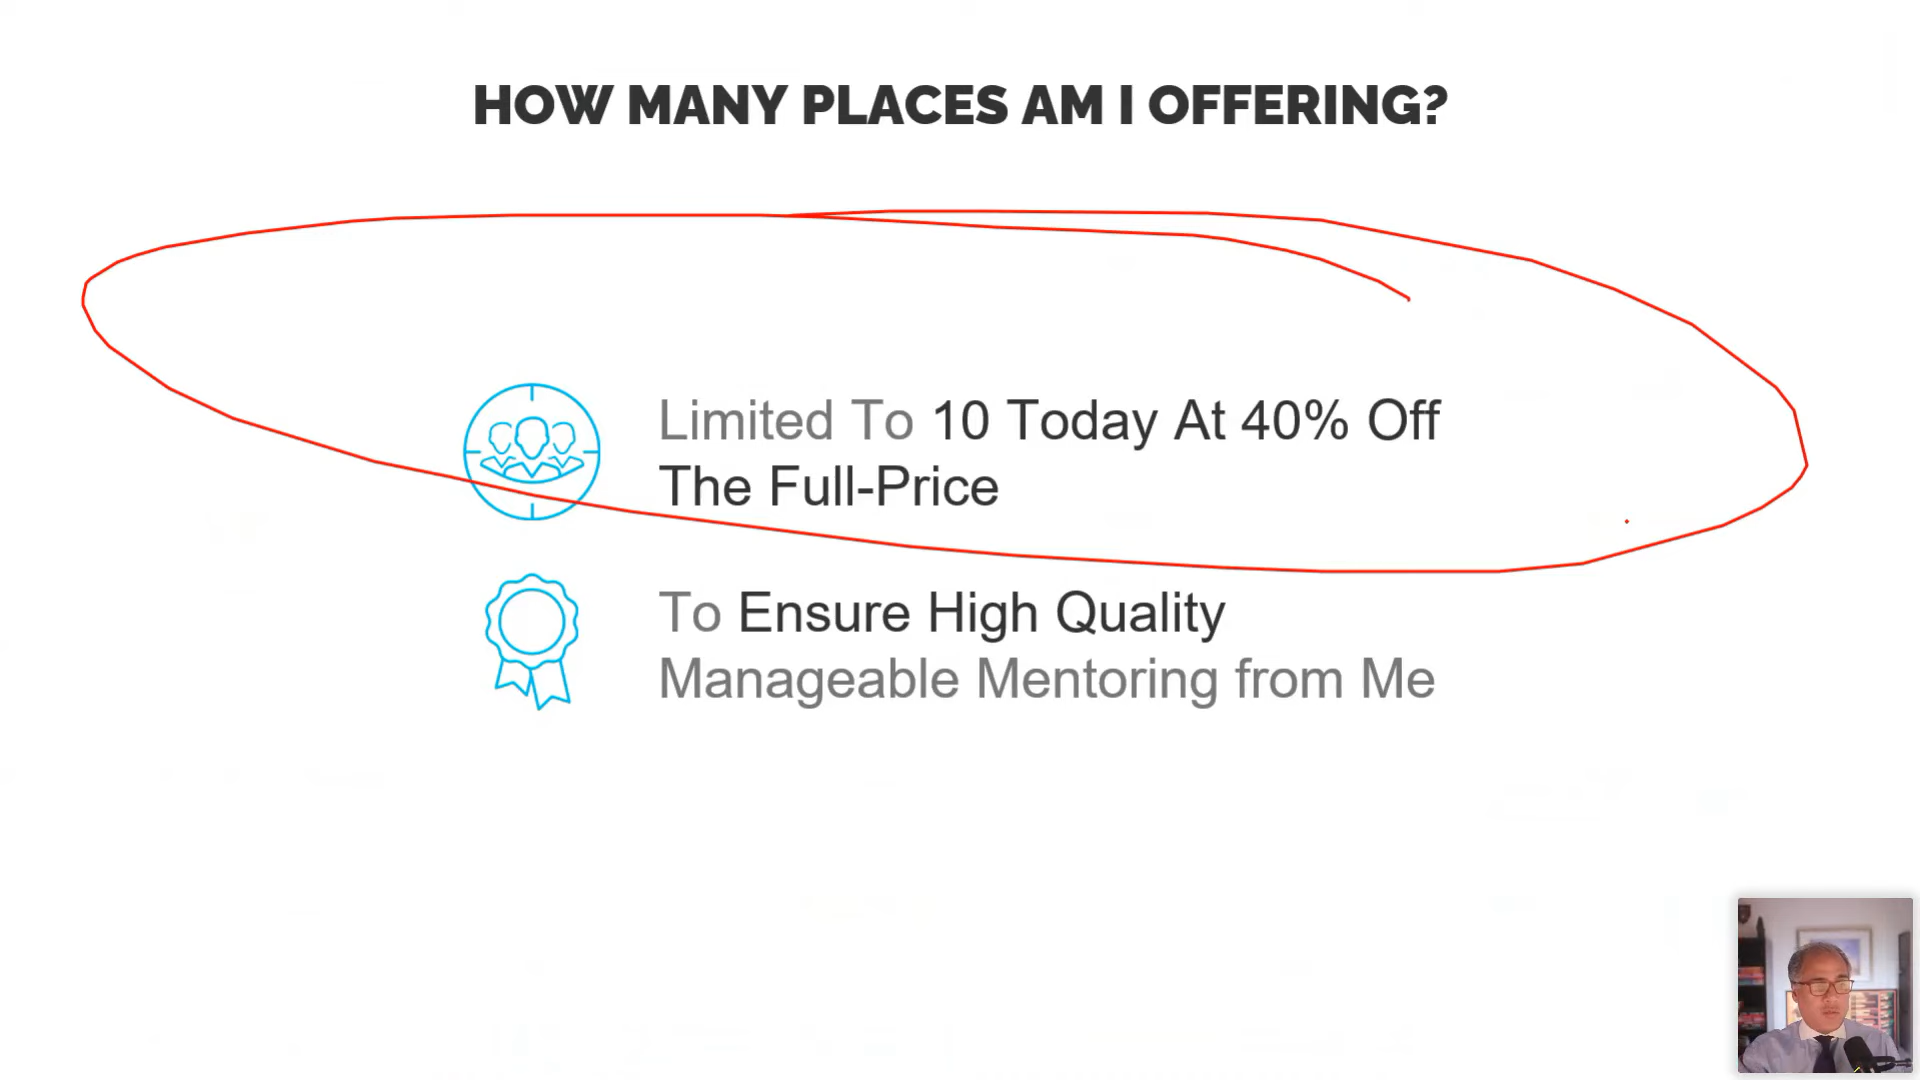 HOW MANY PLACES AM I OFFERING?
Limited To 10 Today At 40% Off
The Full-Price
To Ensure High Quality
Manageable Mentoring from Me